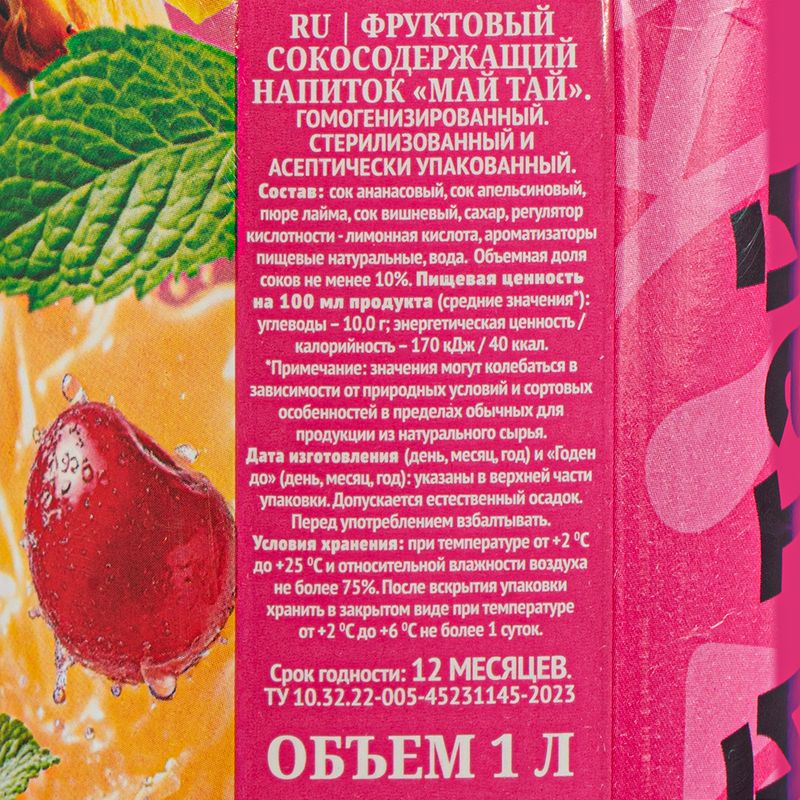 RU | ФРУКТОВЫЙ
СОКОСОДЕРЖАЩИЙ
НАПИТОК «МАЙ ТАЙ».
ГОМОГЕНИЗИРОВАННЫЙ.
СТЕРИЛИЗОВАННЫЙ И
АСЕПТИЧЕСКИ УПАКОВАННЫЙ.
Состав: сок ананасовый, сок апельсиновый,
пюре лайма, сок вишневый, сахар, регулятор
кислотности - лимонная кислота, ароматизаторы
пищевые натуральные, вода. Объемная доля
соков не менее 10%. Пищевая ценность
на 100 мл продукта (средние значения*):
углеводы – 10,0 г; энергетическая ценность /
калорийность – 170 кДж / 40 ккал.
*Примечание: значения могут колебаться в
зависимости от природных условий и сортовых
особенностей в пределах обычных для
продукции из натурального сырья.
Дата изготовления (день, месяц, год) и «Годен
до» (день, месяц, год): указаны в верхней части
упаковки. Допускается естественный осадок.
Перед употреблением взбалтывать.
Условия хранения: при температуре от +2 ⁰С
до +25 ⁰С и относительной влажности воздуха
не более 75%. После вскрытия упаковки
хранить в закрытом виде при температуре
от +2 ⁰С до +6 ⁰С не более 1 суток.
Срок годности: 12 МЕСЯЦЕВ.
ТУ 10.32.22-005-45231145-2023
ОБЪЕМ 1 Л